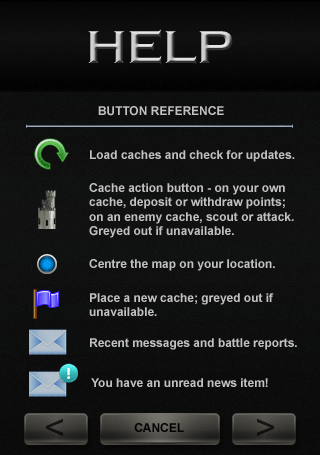 HELP
BUTTON REFERENCE
Load caches and check for updates.
Cache action button - on your own
cache, deposit or withdraw points;
on an enemy cache, scout or attack.
Greyed out if unavailable.
Centre the map on your location.
Place a new cache; greyed out if
unavailable.
Recent messages and battle reports.
!
You have an unread news item!
< CANCEL >